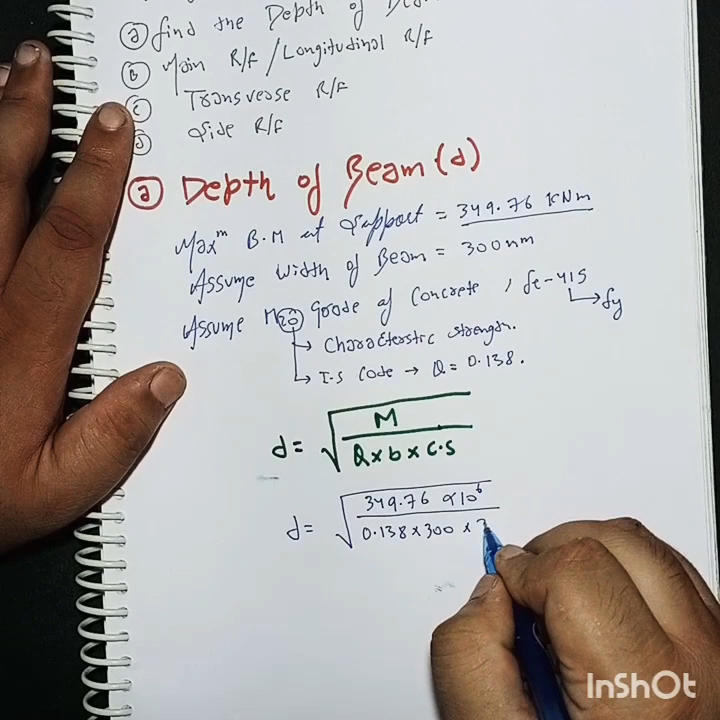 ⓐ find the Depth of
Ⓑ Main R/F / Longitudinal R/F
Ⓒ Transverse R/F
ⓓ Side R/F
ⓐ Depth of Beam (d)
Maxᵐ B.M at Support = 349.76 KNm
Assume Width of Beam = 300mm
Assume M20 Grade of Concrete, fe-415
→ fy
→ Characterstic strength.
→ I.S Code → Q = 0.138.
d = √ M
Q × b × C.S
d = √ 349.76 × 10⁶
0.138 × 300 ×
InShOt